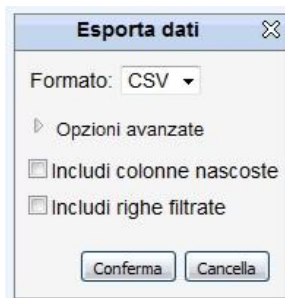 Esporta dati
Formato: CSV
Opzioni avanzate
Includi colonne nascoste
Includi righe filtrate
Conferma Cancella